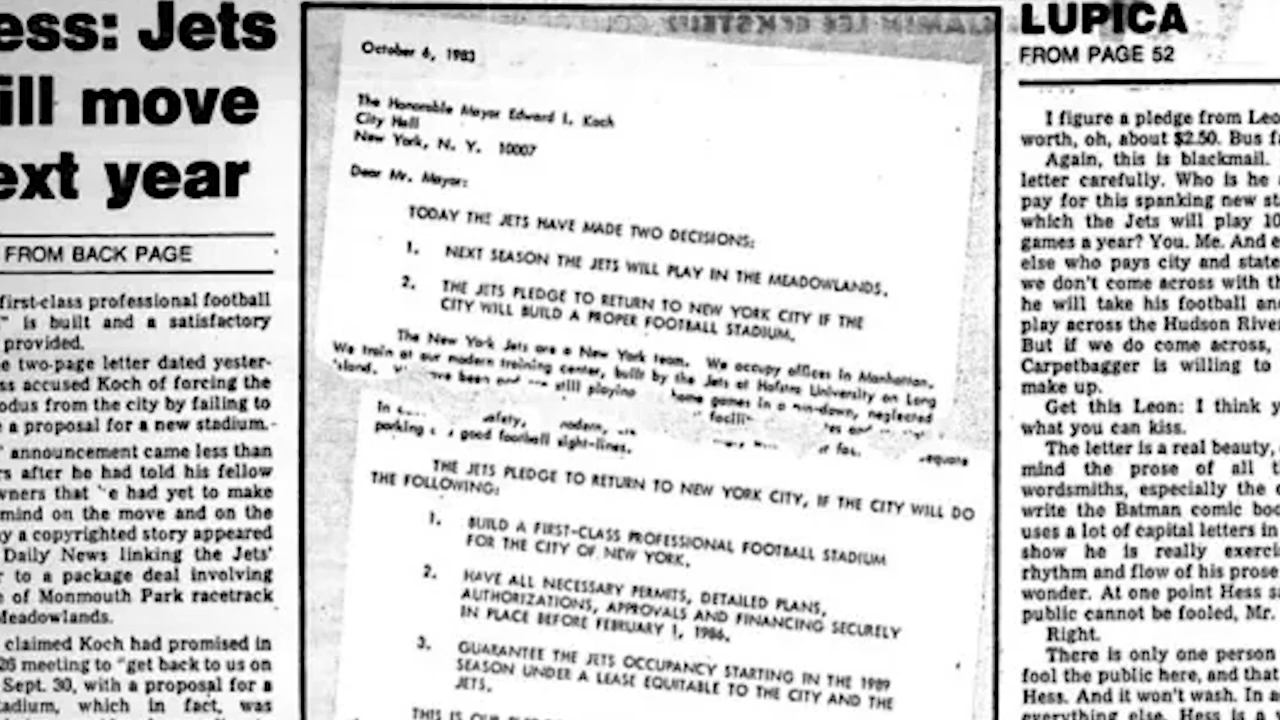 ess: Jets
ill move
ext year
FROM BACK PAGE
first-class professional football
" is built and a satisfactory
provided.
e two-page letter dated yester-
ss accused Koch of forcing the
odus from the city by failing to
e a proposal for a new stadium.
' announcement came less than
rs after he had told his fellow
wners that he had yet to make
mind on the move and on the
y a copyrighted story appeared
Daily News linking the Jets'
r to a package deal involving
e of Monmouth Park racetrack
Meadowlands.
claimed Koch had promised in
26 meeting to "get back to us on
Sept. 30, with a proposal for a
tadium, which in fact, was
October 6, 1983
The Honorable Mayor Edward I. Koch
City Hall
New York, N. Y. 10007
Dear Mr. Mayor:
TODAY THE JETS HAVE MADE TWO DECISIONS:
1. NEXT SEASON THE JETS WILL PLAY IN THE MEADOWLANDS.
2. THE JETS PLEDGE TO RETURN TO NEW YORK CITY IF THE
CITY WILL BUILD A PROPER FOOTBALL STADIUM.
The New York Jets are a New York team. We occupy offices in Manhattan.
We train at our modern training center, built by the Jets at Hofstra University on Long
Island. been and still playing home games in a run-down, neglected
In safety, modern,
parking good football sight-lines.
THE JETS PLEDGE TO RETURN TO NEW YORK CITY, IF THE CITY WILL DO
THE FOLLOWING:
1. BUILD A FIRST-CLASS PROFESSIONAL FOOTBALL STADIUM
FOR THE CITY OF NEW YORK.
2. HAVE ALL NECESSARY PERMITS, DETAILED PLANS,
AUTHORIZATIONS, APPROVALS AND FINANCING SECURELY
IN PLACE BEFORE FEBRUARY 1, 1986.
3. GUARANTEE THE JETS OCCUPANCY STARTING IN THE 1989
SEASON UNDER A LEASE EQUITABLE TO THE CITY AND THE
JETS.
THIS IS OUR
LUPICA
FROM PAGE 52
I figure a pledge from Leo
worth, oh, about $2.50. Bus f
Again, this is blackmail.
letter carefully. Who is he
pay for this spanking new st
which the Jets will play 10
games a year? You. Me. And e
else who pays city and state
we don't come across with th
he will take his football an
play across the Hudson River
But if we do come across,
Carpetbagger is willing to
make up.
Get this Leon: I think y
what you can kiss.
The letter is a real beauty,
mind the prose of all t
wordsmiths, especially the
write the Batman comic boo
uses a lot of capital letters in
show he is really exerci
rhythm and flow of his prose
wonder. At one point Hess sa
public cannot be fooled, Mr.
Right.
There is only one person
fool the public here, and that
Hess. And it won't wash. In a
everything else, Hess is a